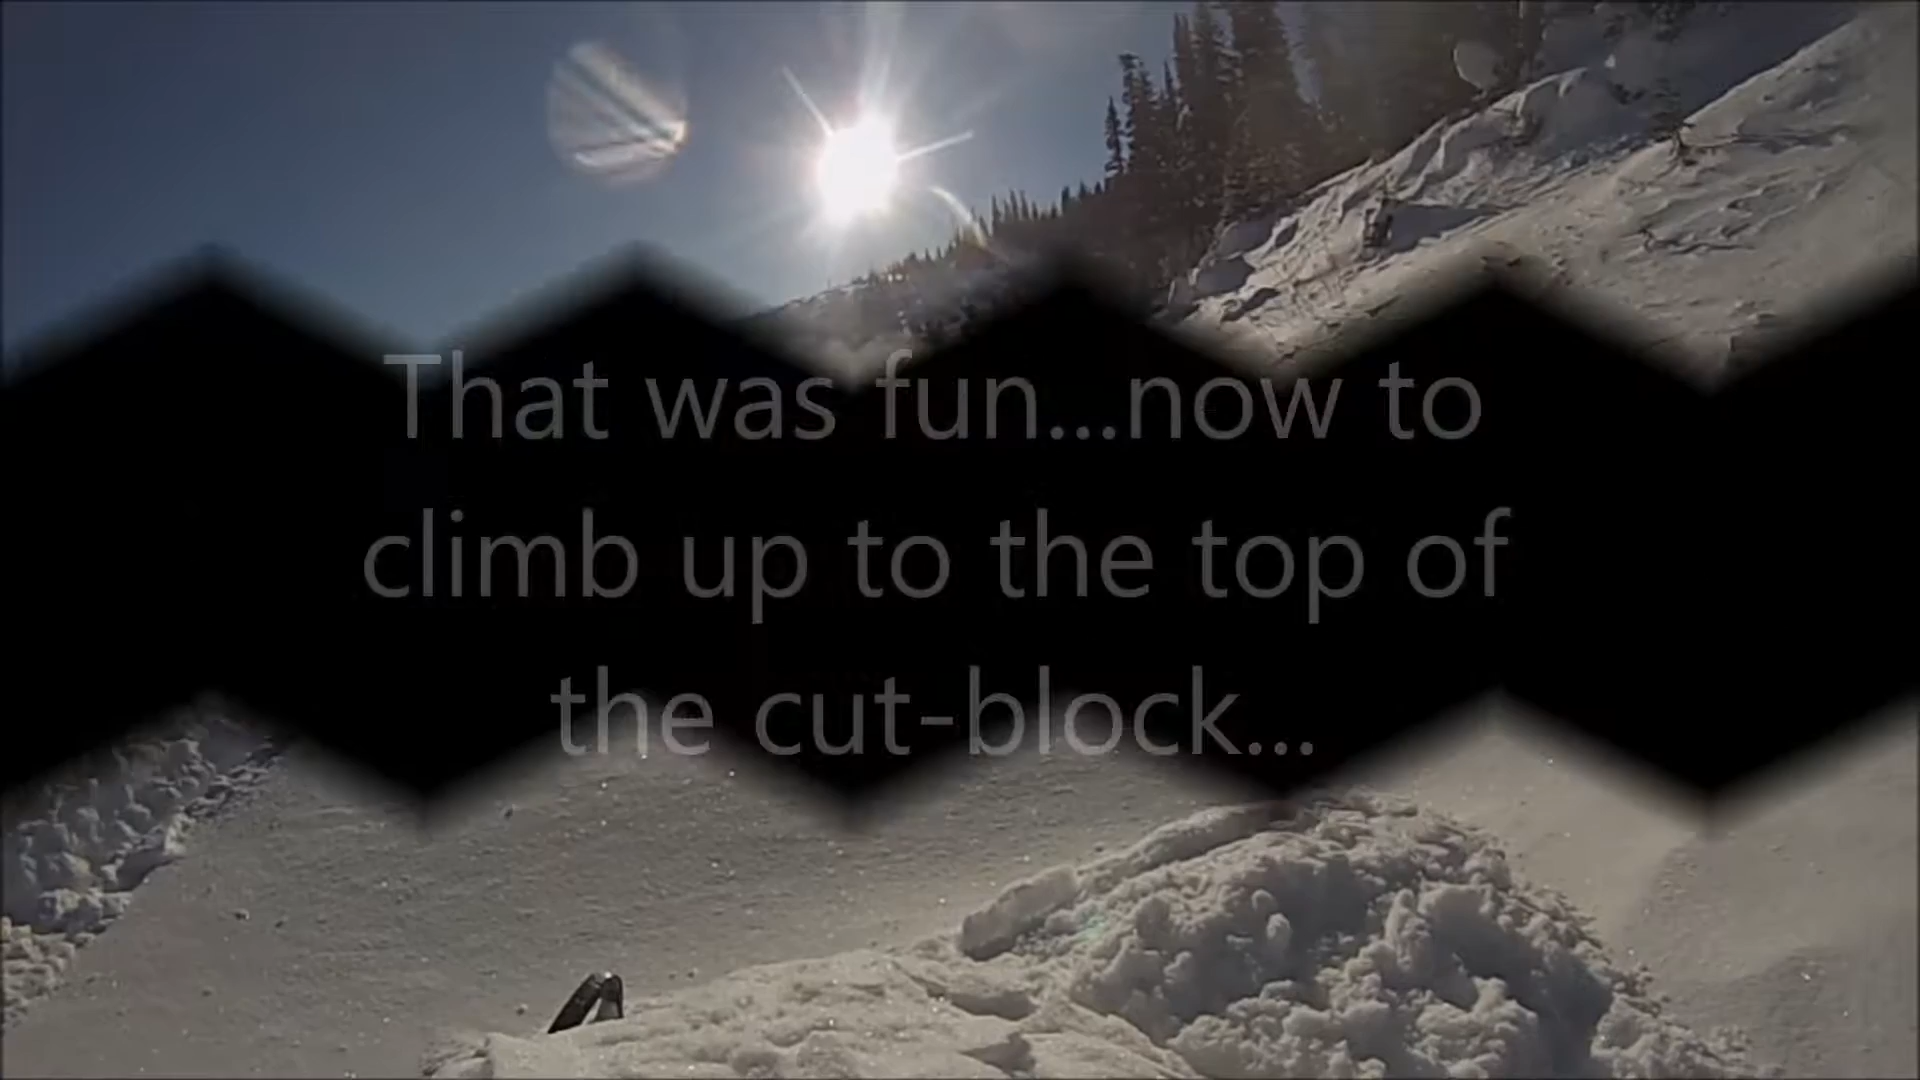 That was fun...now to
climb up to the top of
the cut-block...